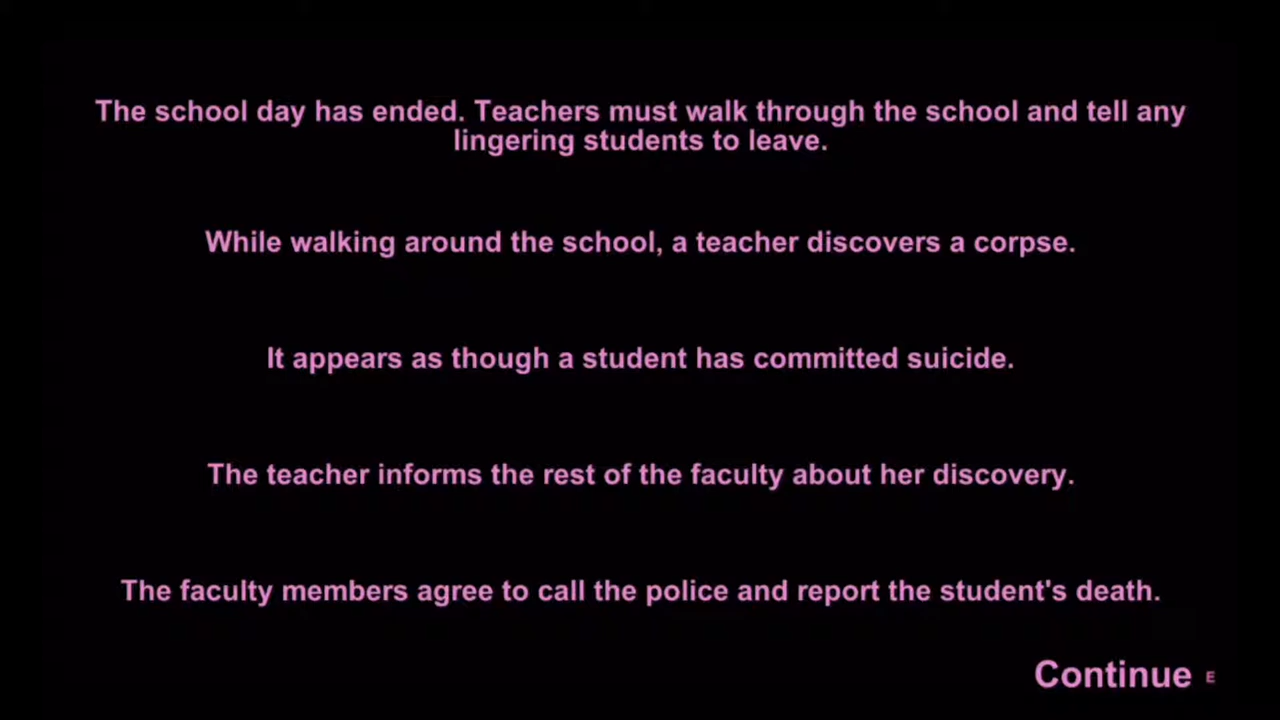 The school day has ended. Teachers must walk through the school and tell any
lingering students to leave.
While walking around the school, a teacher discovers a corpse.
It appears as though a student has committed suicide.
The teacher informs the rest of the faculty about her discovery.
The faculty members agree to call the police and report the student's death.
Continue E